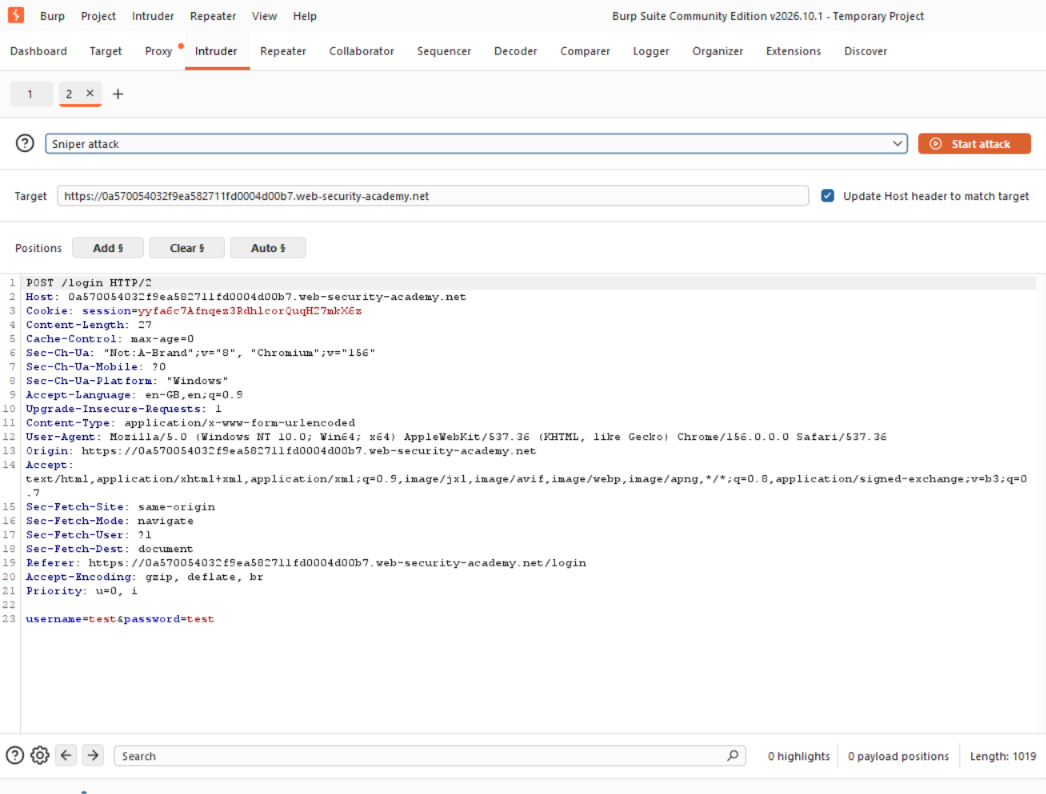 Burp Project Intruder Repeater View Help Burp Suite Community Edition v2026.10.1 - Temporary Project
Dashboard Target Proxy Intruder Repeater Collaborator Sequencer Decoder Comparer Logger Organizer Extensions Discover
1 2 × +
Sniper attack Start attack
Target https://0a570054032f9ea582711fd0004d00b7.web-security-academy.net Update Host header to match target
Positions Add § Clear § Auto §
1 POST /login HTTP/2
2 Host: 0a570054032f9ea582711fd0004d00b7.web-security-academy.net
3 Cookie: session=yyfa6c7Afnqez3RdhlcorQuqH27mkX6z
4 Content-Length: 27
5 Cache-Control: max-age=0
6 Sec-Ch-Ua: "Not:A-Brand";v="8", "Chromium";v="156"
7 Sec-Ch-Ua-Mobile: ?0
8 Sec-Ch-Ua-Platform: "Windows"
9 Accept-Language: en-GB,en;q=0.9
10 Upgrade-Insecure-Requests: 1
11 Content-Type: application/x-www-form-urlencoded
12 User-Agent: Mozilla/5.0 (Windows NT 10.0; Win64; x64) AppleWebKit/537.36 (KHTML, like Gecko) Chrome/156.0.0.0 Safari/537.36
13 Origin: https://0a570054032f9ea582711fd0004d00b7.web-security-academy.net
14 Accept:
text/html,application/xhtml+xml,application/xml;q=0.9,image/jxl,image/avif,image/webp,image/apng,*/*;q=0.8,application/signed-exchange;v=b3;q=0
.7
15 Sec-Fetch-Site: same-origin
16 Sec-Fetch-Mode: navigate
17 Sec-Fetch-User: ?1
18 Sec-Fetch-Dest: document
19 Referer: https://0a570054032f9ea582711fd0004d00b7.web-security-academy.net/login
20 Accept-Encoding: gzip, deflate, br
21 Priority: u=0, i
22
23 username=test&password=test
Search 0 highlights 0 payload positions Length: 1019